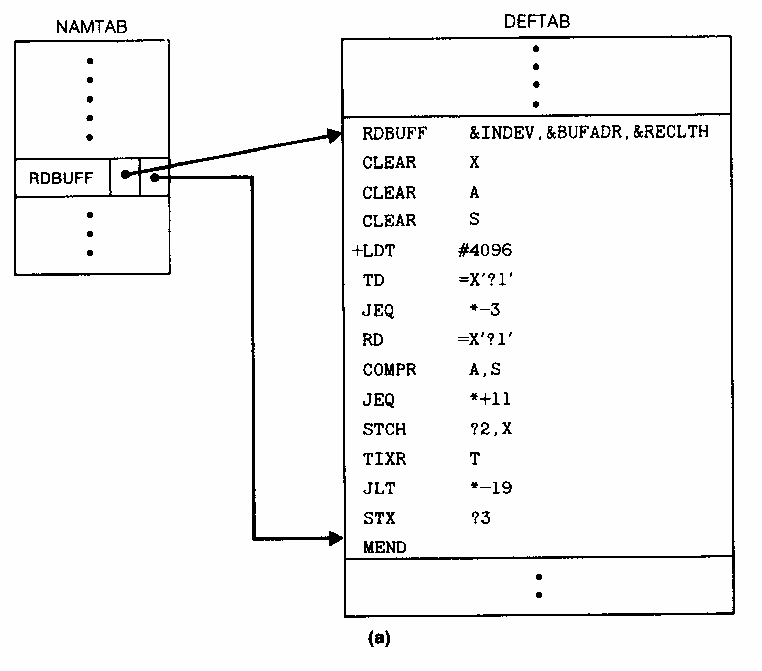 NAMTAB
DEFTAB
RDBUFF &INDEV,&BUFADR,&RECLTH
CLEAR X
RDBUFF
CLEAR A
CLEAR S
+LDT #4096
TD =X'?1'
JEQ *-3
RD =X'?1'
COMPR A,S
JEQ *+11
STCH ?2,X
TIXR T
JLT *-19
STX ?3
MEND
(a)